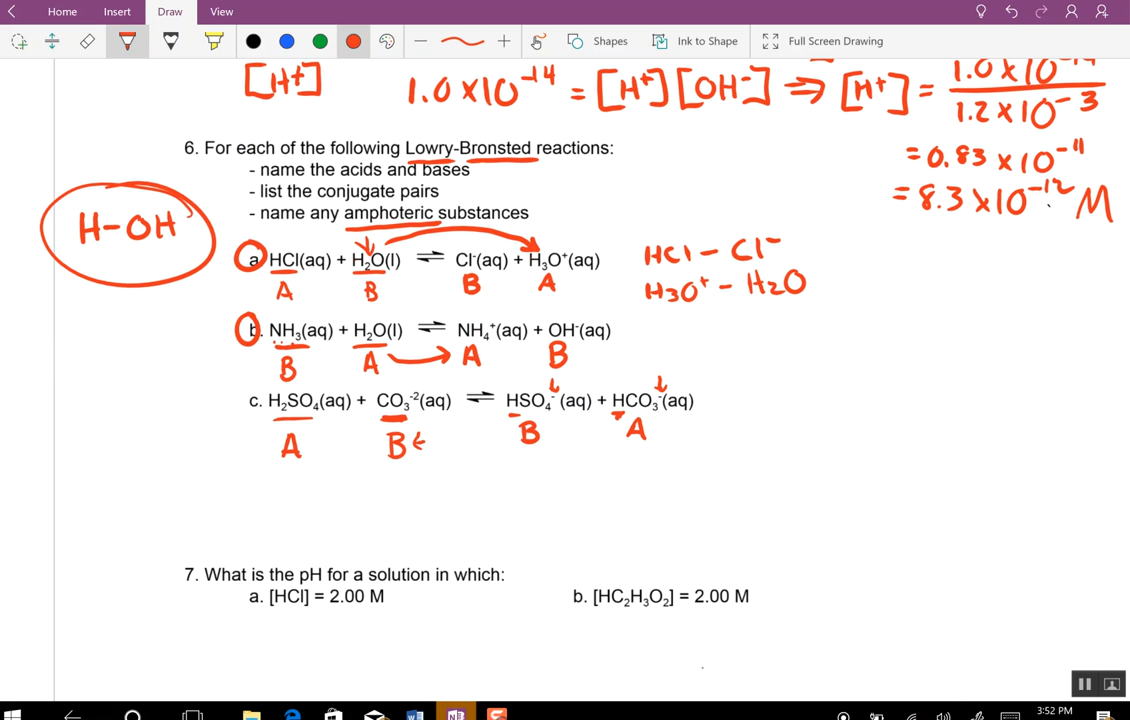 Home Insert Draw View
Shapes Ink to Shape Full Screen Drawing
[H+] 1.0 x 10⁻¹⁴ = [H+][OH⁻] ⇒ [H+] = 1.0 x 10⁻¹⁴
1.2 x 10⁻³
= 0.83 x 10⁻¹¹
= 8.3 x 10⁻¹² M
6. For each of the following Lowry-Bronsted reactions:
- name the acids and bases
- list the conjugate pairs
- name any amphoteric substances
H-OH
a. HCl(aq) + H₂O(l) ⇌ Cl⁻(aq) + H₃O⁺(aq)
A B B A
HCl - Cl⁻
H₃O⁺ - H₂O
b. NH₃(aq) + H₂O(l) ⇌ NH₄⁺(aq) + OH⁻(aq)
B A A B
c. H₂SO₄(aq) + CO₃⁻²(aq) ⇌ HSO₄⁻(aq) + HCO₃⁻(aq)
A B B A
7. What is the pH for a solution in which:
a. [HCl] = 2.00 M b. [HC₂H₃O₂] = 2.00 M
3:52 PM